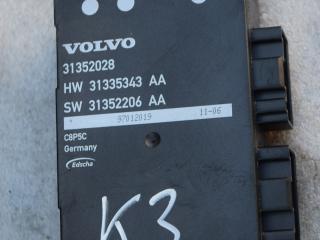 VOLVO
31352028
HW 31335343 AA
SW 31352206 AA
97012019 11-06
C8P5C
Germany
Edscha
K3